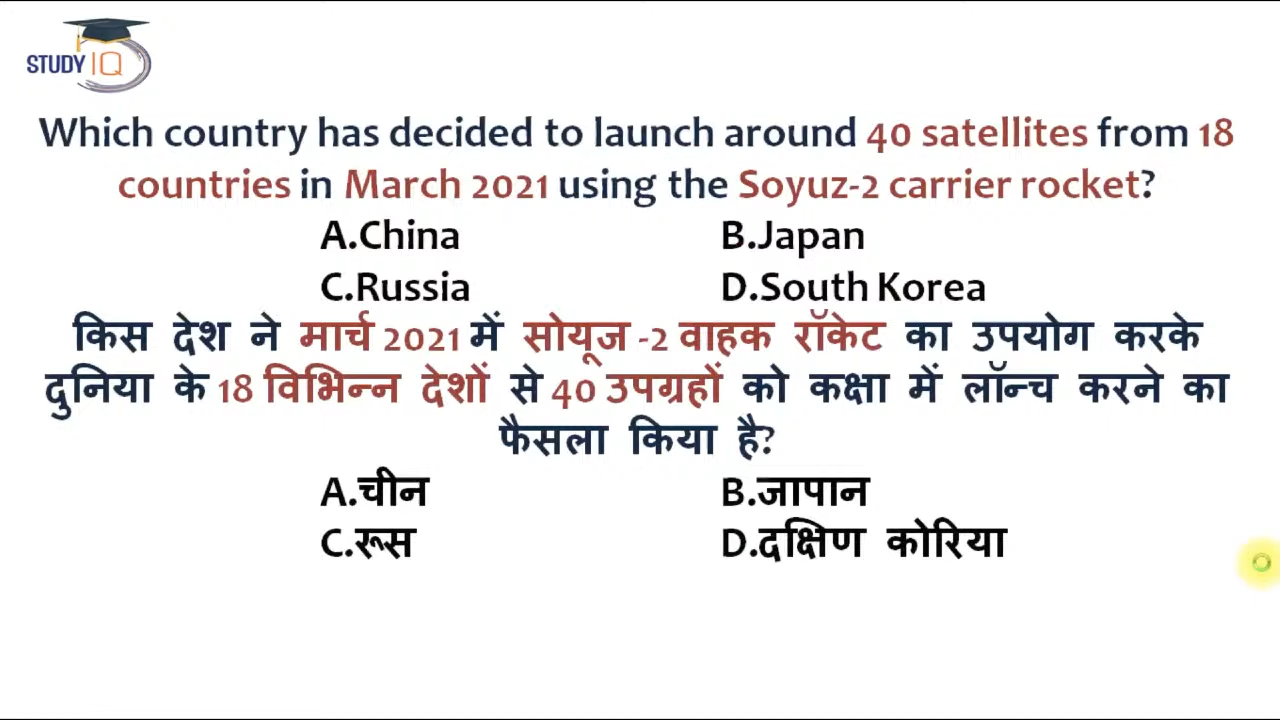 STUDY IQ
Which country has decided to launch around 40 satellites from 18
countries in March 2021 using the Soyuz-2 carrier rocket?
A.China B.Japan
C.Russia D.South Korea
किस देश ने मार्च 2021 में सोयूज -2 वाहक रॉकेट का उपयोग करके
दुनिया के 18 विभिन्न देशों से 40 उपग्रहों को कक्षा में लॉन्च करने का
फैसला किया है?
A.चीन B.जापान
C.रूस D.दक्षिण कोरिया